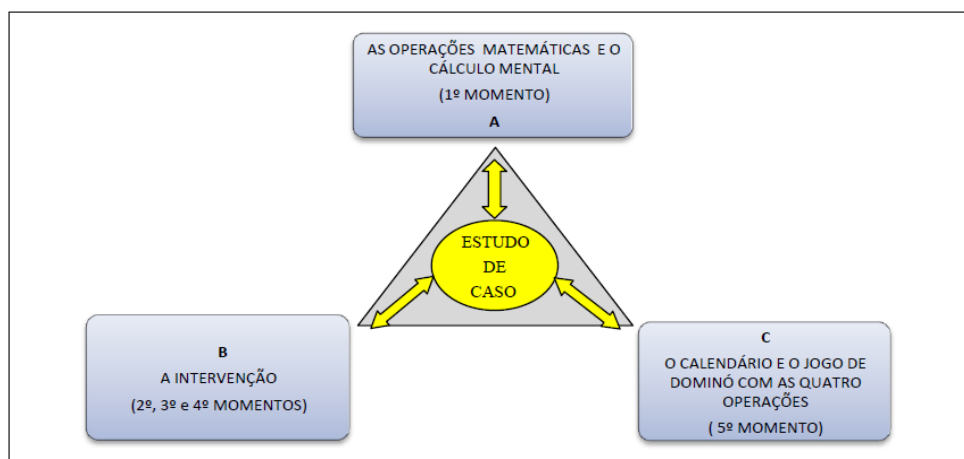 AS OPERAÇÕES MATEMÁTICAS E O
CÁLCULO MENTAL
(1º MOMENTO)
A
ESTUDO
DE
CASO
B
A INTERVENÇÃO
(2º, 3º e 4º MOMENTOS)
C
O CALENDÁRIO E O JOGO DE
DOMINÓ COM AS QUATRO
OPERAÇÕES
( 5º MOMENTO)